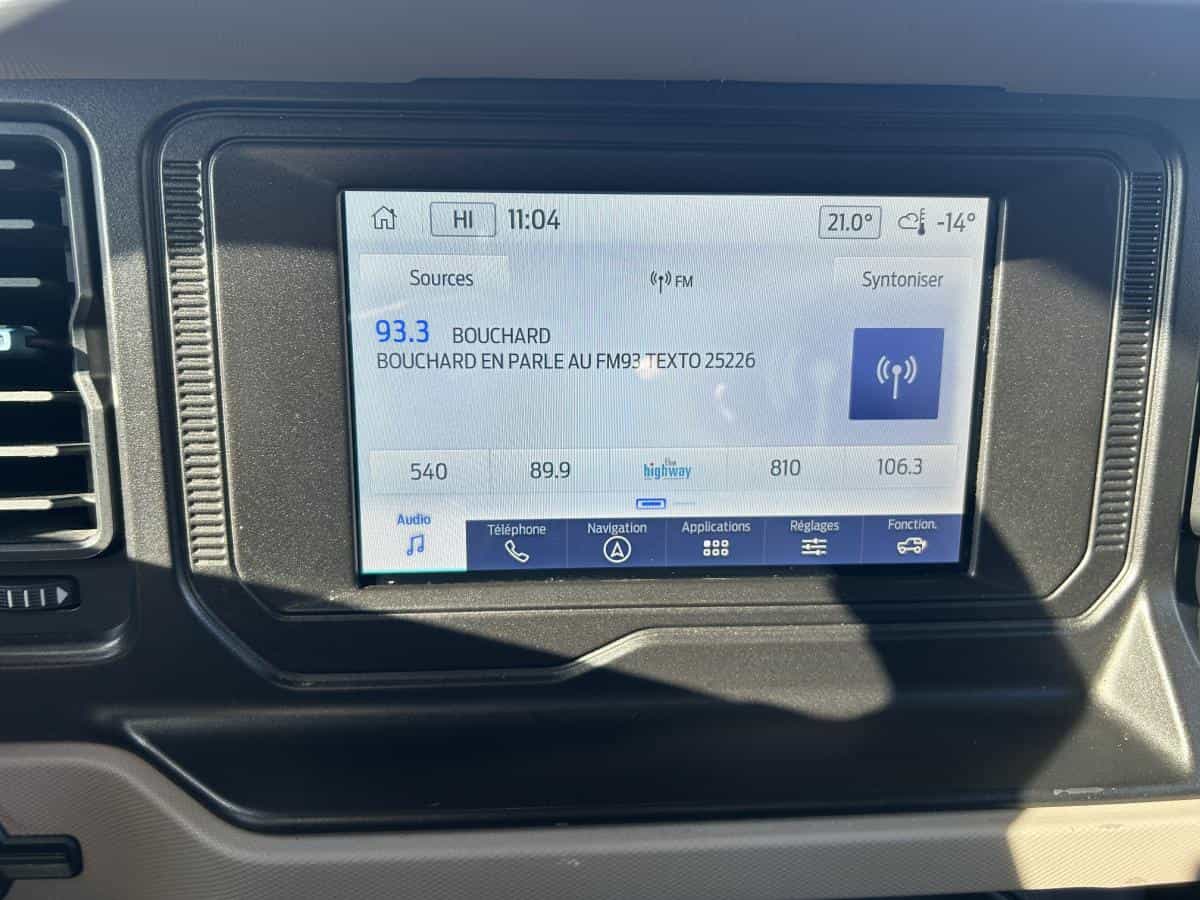 HI 11:04 21.0° -14°
Sources FM Syntoniser
93.3 BOUCHARD
BOUCHARD EN PARLE AU FM93 TEXTO 25226
540 89.9 the highway 810 106.3
Audio Téléphone Navigation Applications Réglages Fonction.